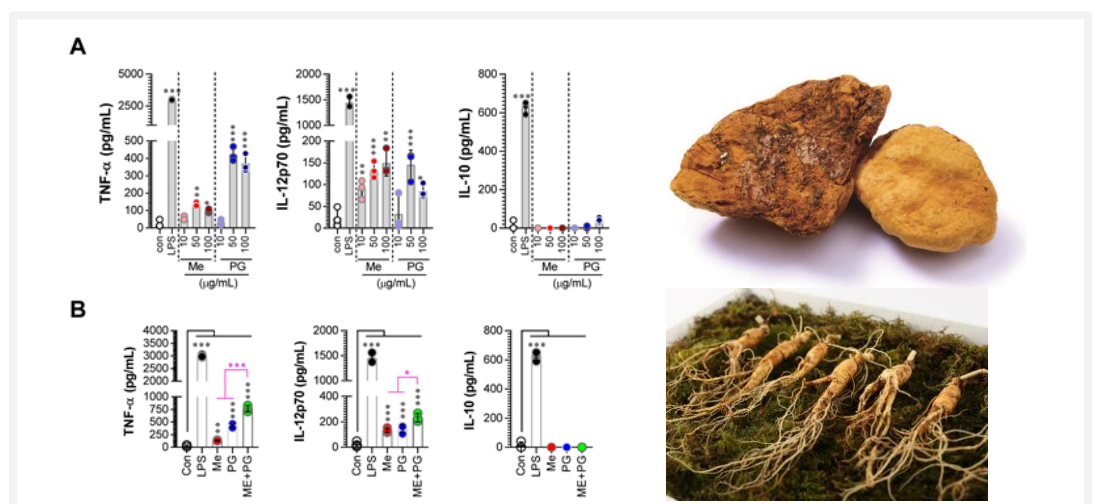 A
TNF-α (pg/mL)
5000
2500
500
400
300
200
100
0
***
con
LPS
10
50
100
10
50
100
Me
PG
(μg/mL)
IL-12p70 (pg/mL)
2000
1500
1000
200
150
100
50
0
***
con
LPS
10
50
100
10
50
100
Me
PG
(μg/mL)
IL-10 (pg/mL)
800
600
400
200
0
***
con
LPS
10
50
100
10
50
100
Me
PG
(μg/mL)
B
TNF-α (pg/mL)
4000
3500
3000
2500
2000
1000
750
500
250
0
***
***
Con
LPS
Me
PG
ME+PG
IL-12p70 (pg/mL)
2000
1500
1000
400
200
0
***
*
Con
LPS
Me
PG
ME+PG
IL-10 (pg/mL)
800
600
400
200
0
***
Con
LPS
Me
PG
ME+PG